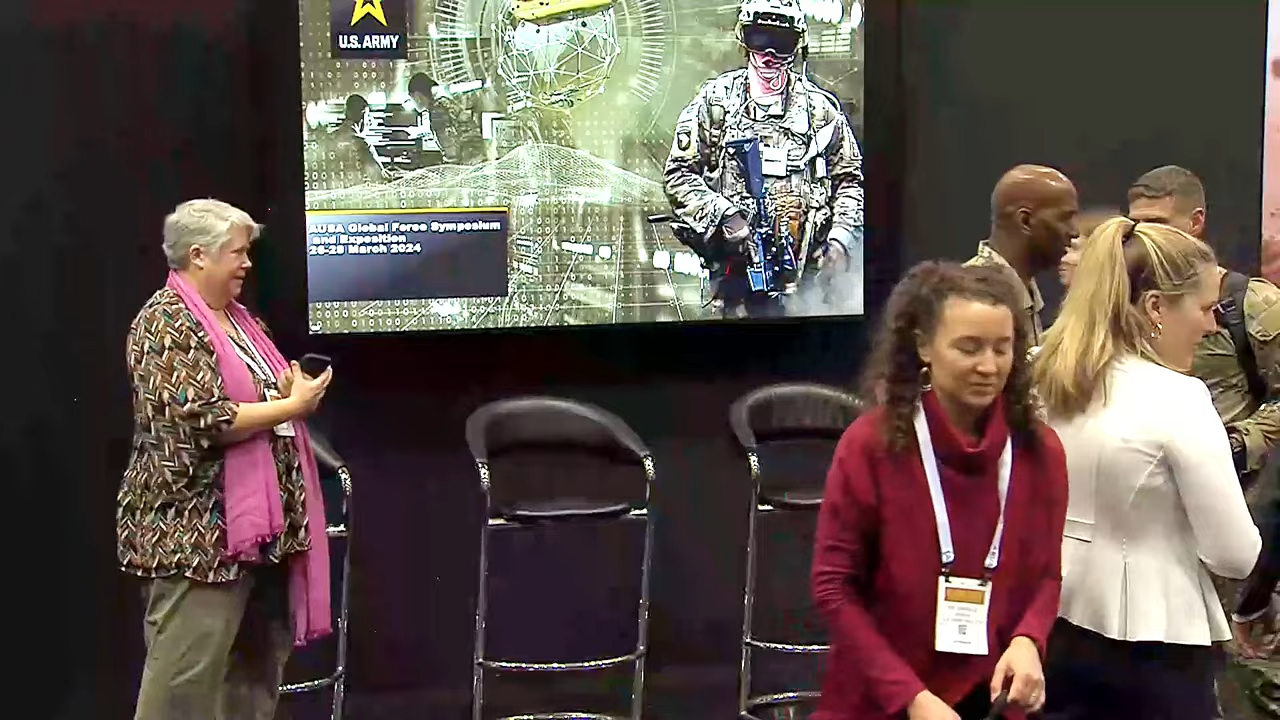 U.S. ARMY
AUSA Global Force Symposium
and Exposition
26-28 March 2024